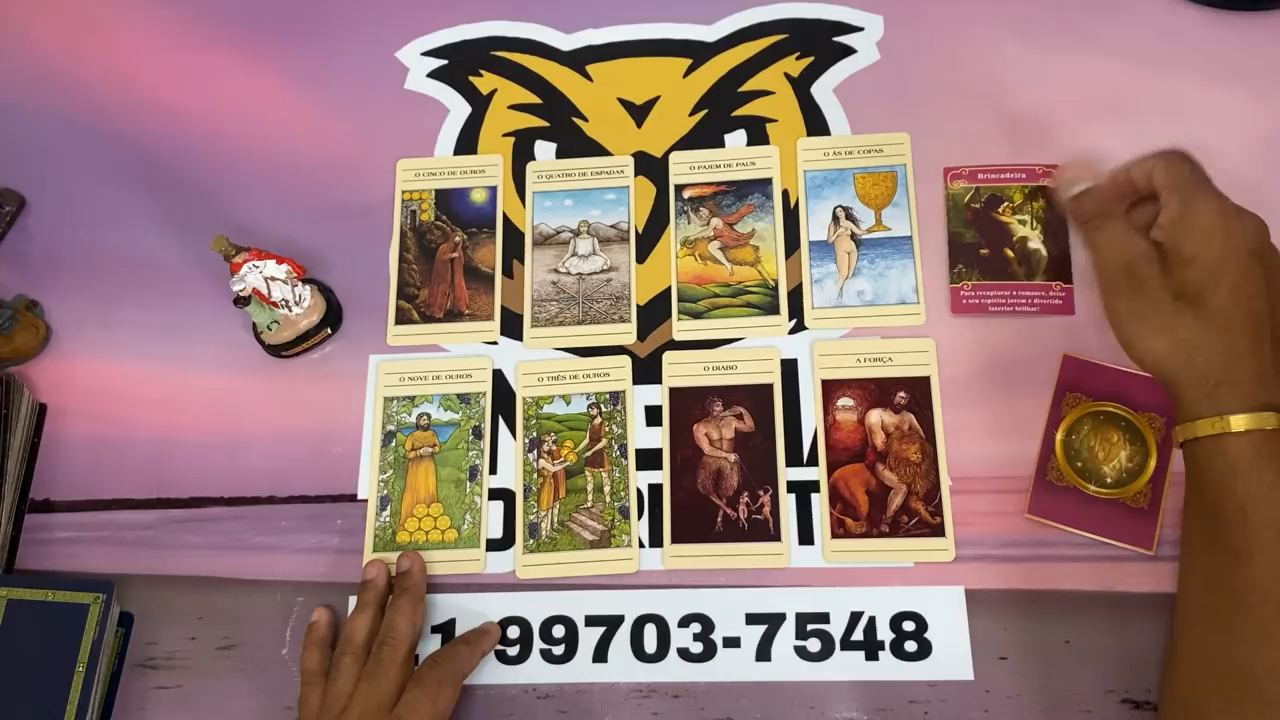 O CINCO DE OUROS
O QUATRO DE ESPADAS
O PAJEM DE PAUS
O ÁS DE COPAS
Brincadeira
Para recapturar o romance, deixe
o seu espírito jovem e divertido
interior brilhar!
O NOVE DE OUROS
O TRÊS DE OUROS
O DIABO
A FORÇA
1 99703-7548